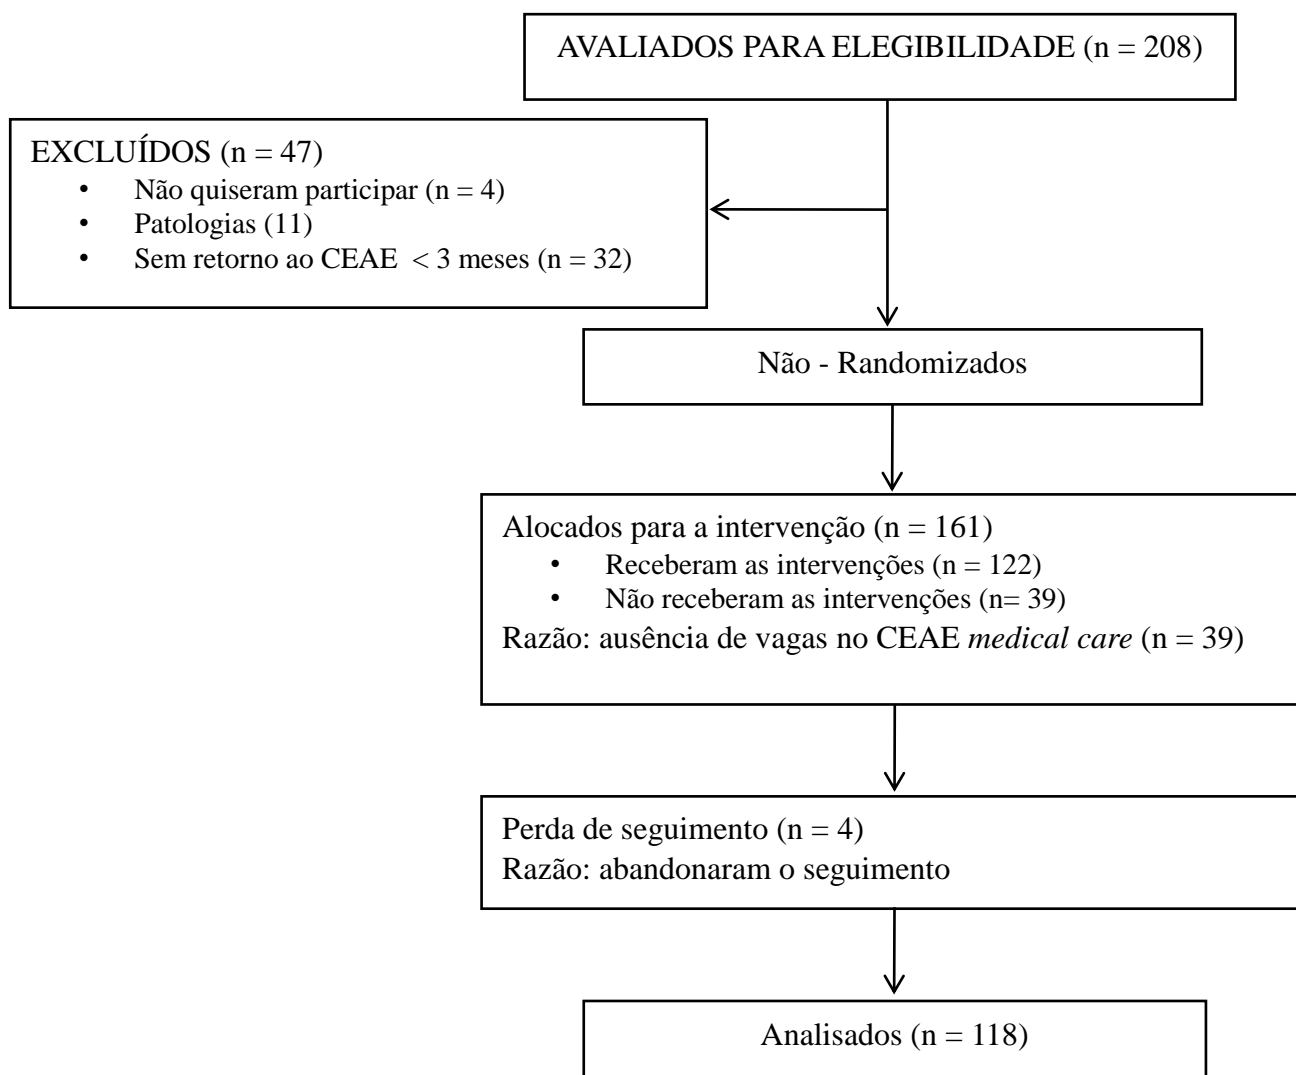 AVALIADOS PARA ELEGIBILIDADE (n = 208)
EXCLUÍDOS (n = 47)
• Não quiseram participar (n = 4)
• Patologias (11)
• Sem retorno ao CEAE < 3 meses (n = 32)
Não - Randomizados
Alocados para a intervenção (n = 161)
• Receberam as intervenções (n = 122)
• Não receberam as intervenções (n= 39)
Razão: ausência de vagas no CEAE medical care (n = 39)
Perda de seguimento (n = 4)
Razão: abandonaram o seguimento
Analisados (n = 118)